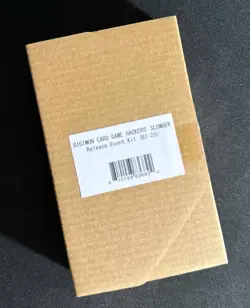 DIGIMON CARD GAME HACKERS' SLUMBER
Release Event Kit (BT-23)